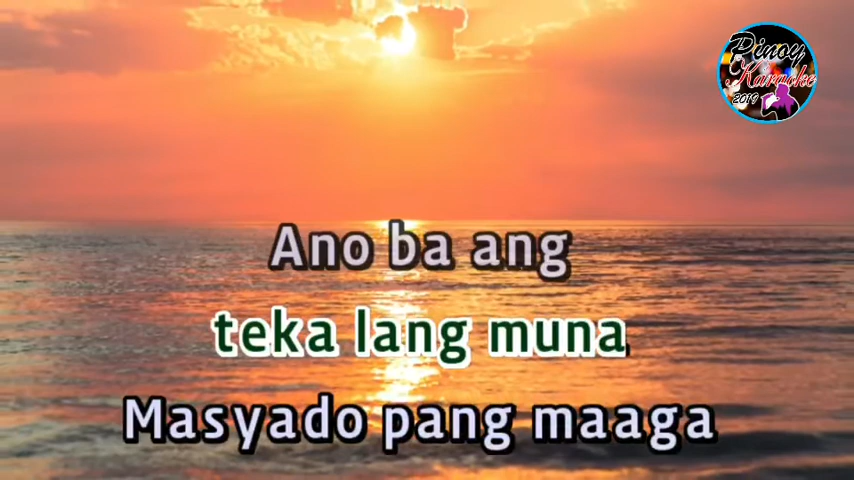 Pinoy
Karaoke
2019
Ano ba ang
teka lang muna
Masyado pang maaga